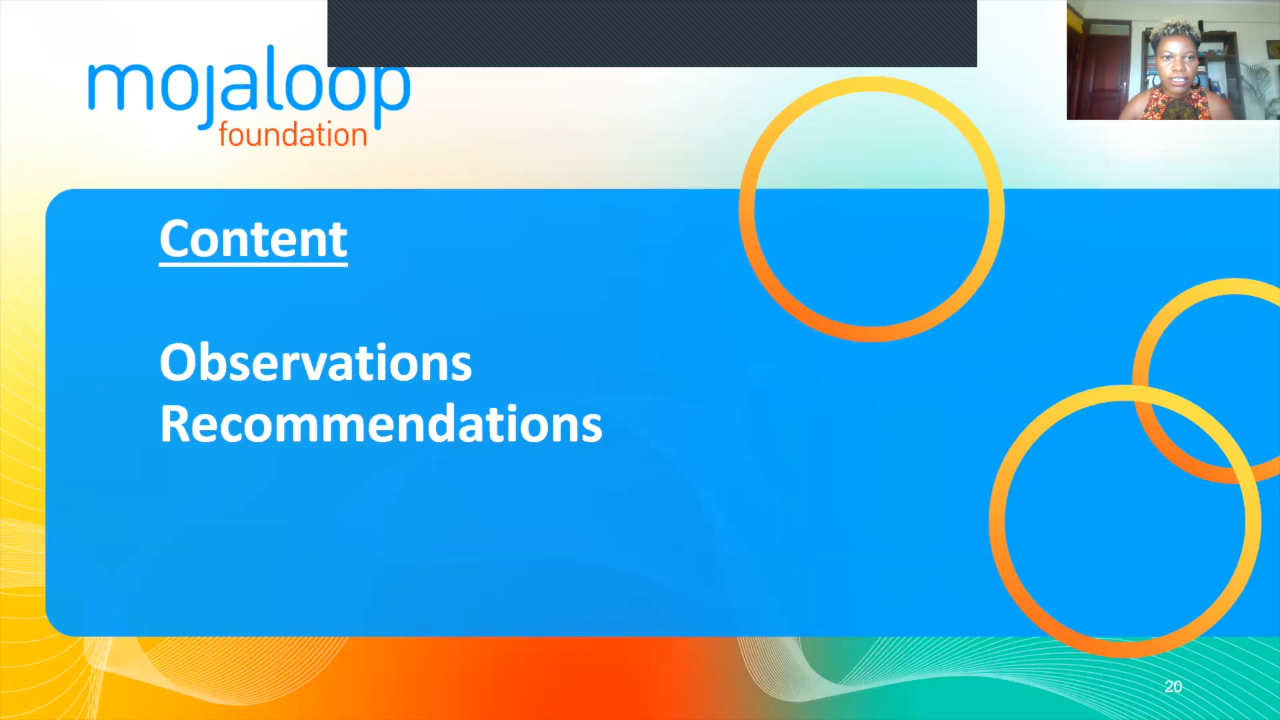 mojaloop
foundation
Content
Observations
Recommendations
20